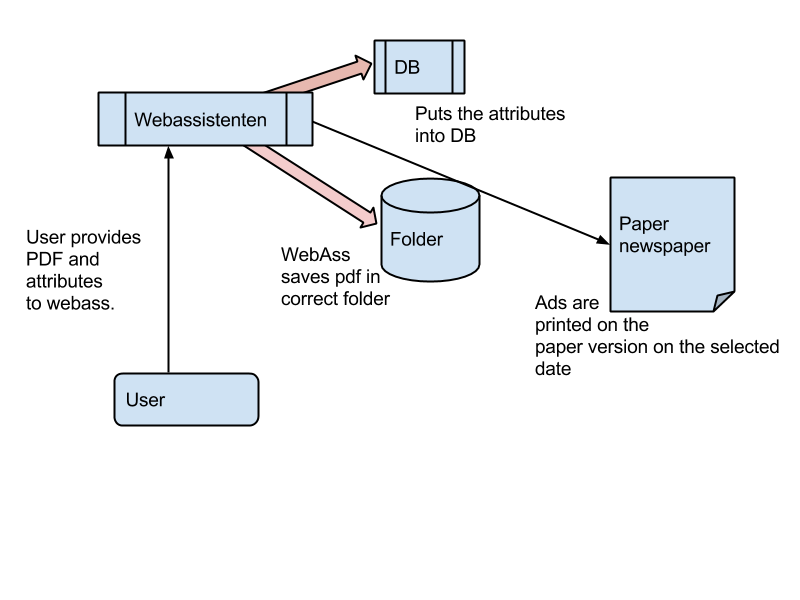 DB
Webassistenten
Puts the attributes
into DB
Paper
newspaper
Folder
User provides
PDF and
attributes
to webass.
WebAss
saves pdf in
correct folder
Ads are
printed on the
paper version on the selected
date
User